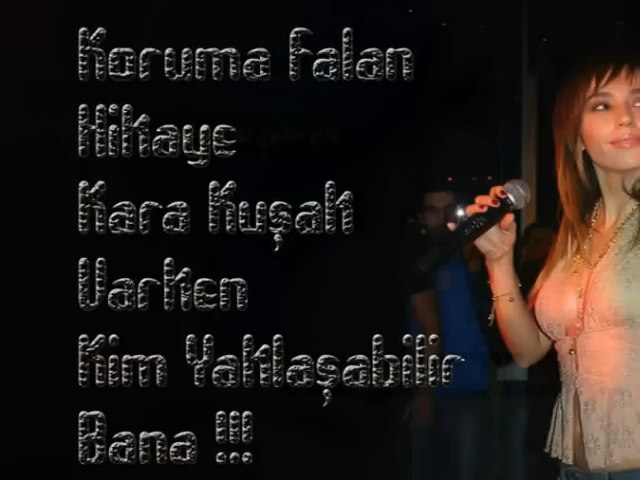 Koruma Falan
Hikaye
Kara Kuşak
Varken
Kim Yaklaşabilir
Bana !!!